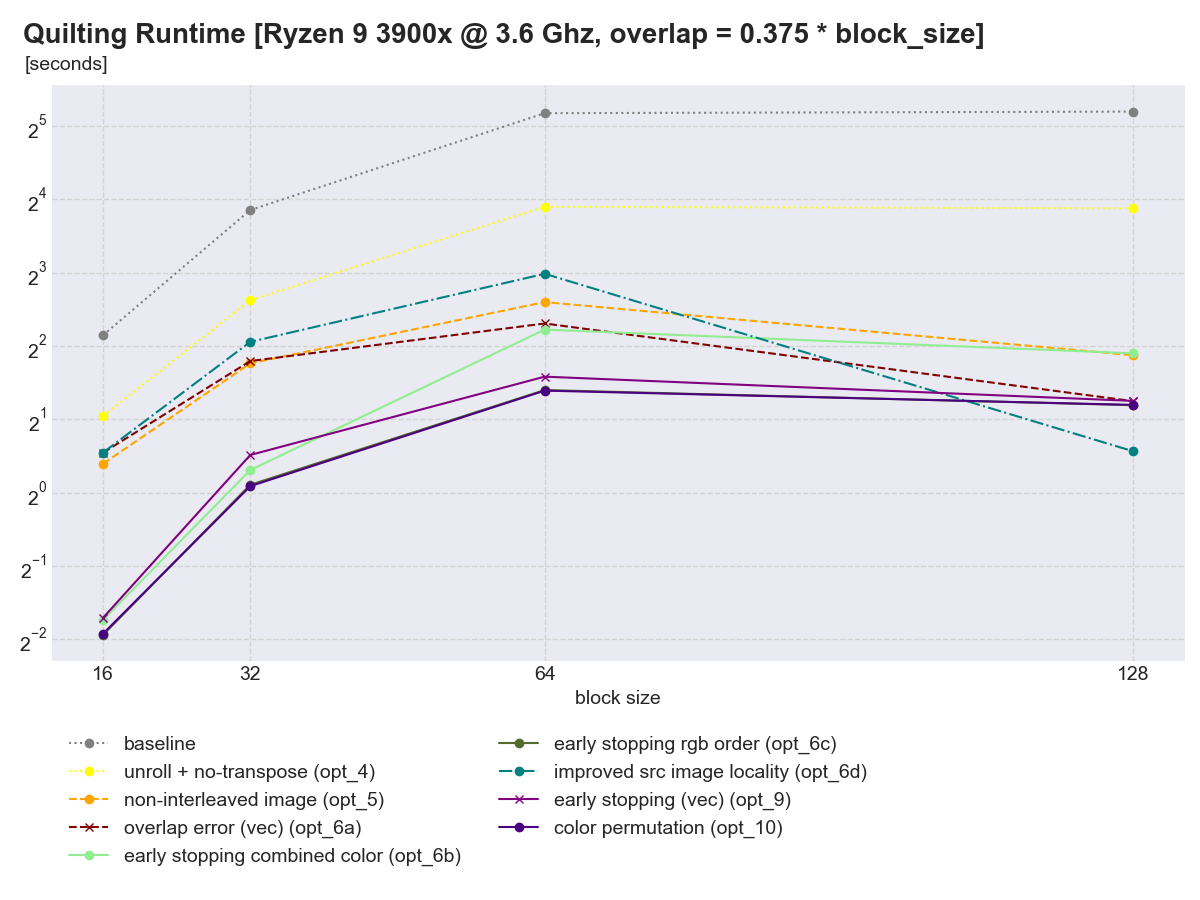 Quilting Runtime [Ryzen 9 3900x @ 3.6 Ghz, overlap = 0.375 * block_size]
[seconds]
2^5
2^4
2^3
2^2
2^1
2^0
2^−1
2^−2
16 32 64 128
block size
baseline
unroll + no-transpose (opt_4)
non-interleaved image (opt_5)
overlap error (vec) (opt_6a)
early stopping combined color (opt_6b)
early stopping rgb order (opt_6c)
improved src image locality (opt_6d)
early stopping (vec) (opt_9)
color permutation (opt_10)